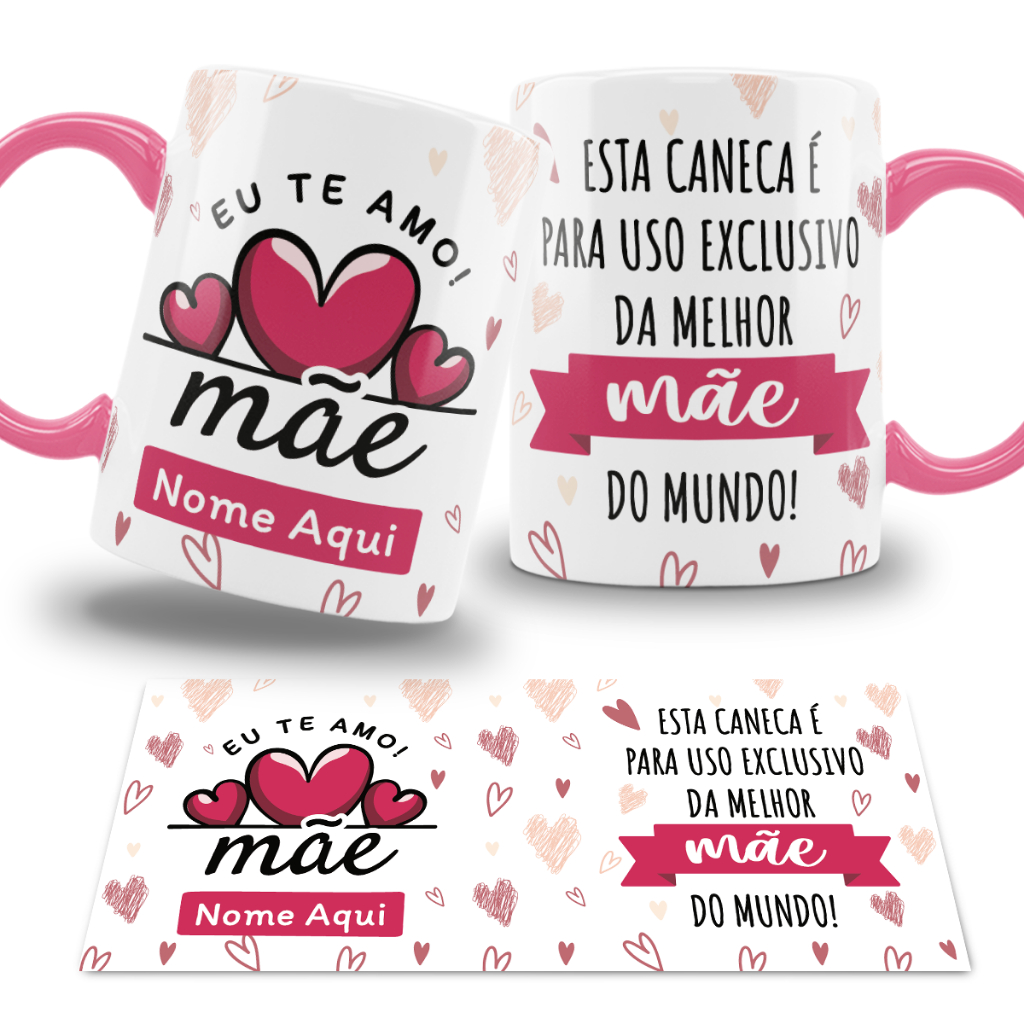 EU TE AMO!
mãe
Nome Aqui
ESTA CANECA É
PARA USO EXCLUSIVO
DA MELHOR
mãe
DO MUNDO!
EU TE AMO!
mãe
Nome Aqui
ESTA CANECA É
PARA USO EXCLUSIVO
DA MELHOR
mãe
DO MUNDO!